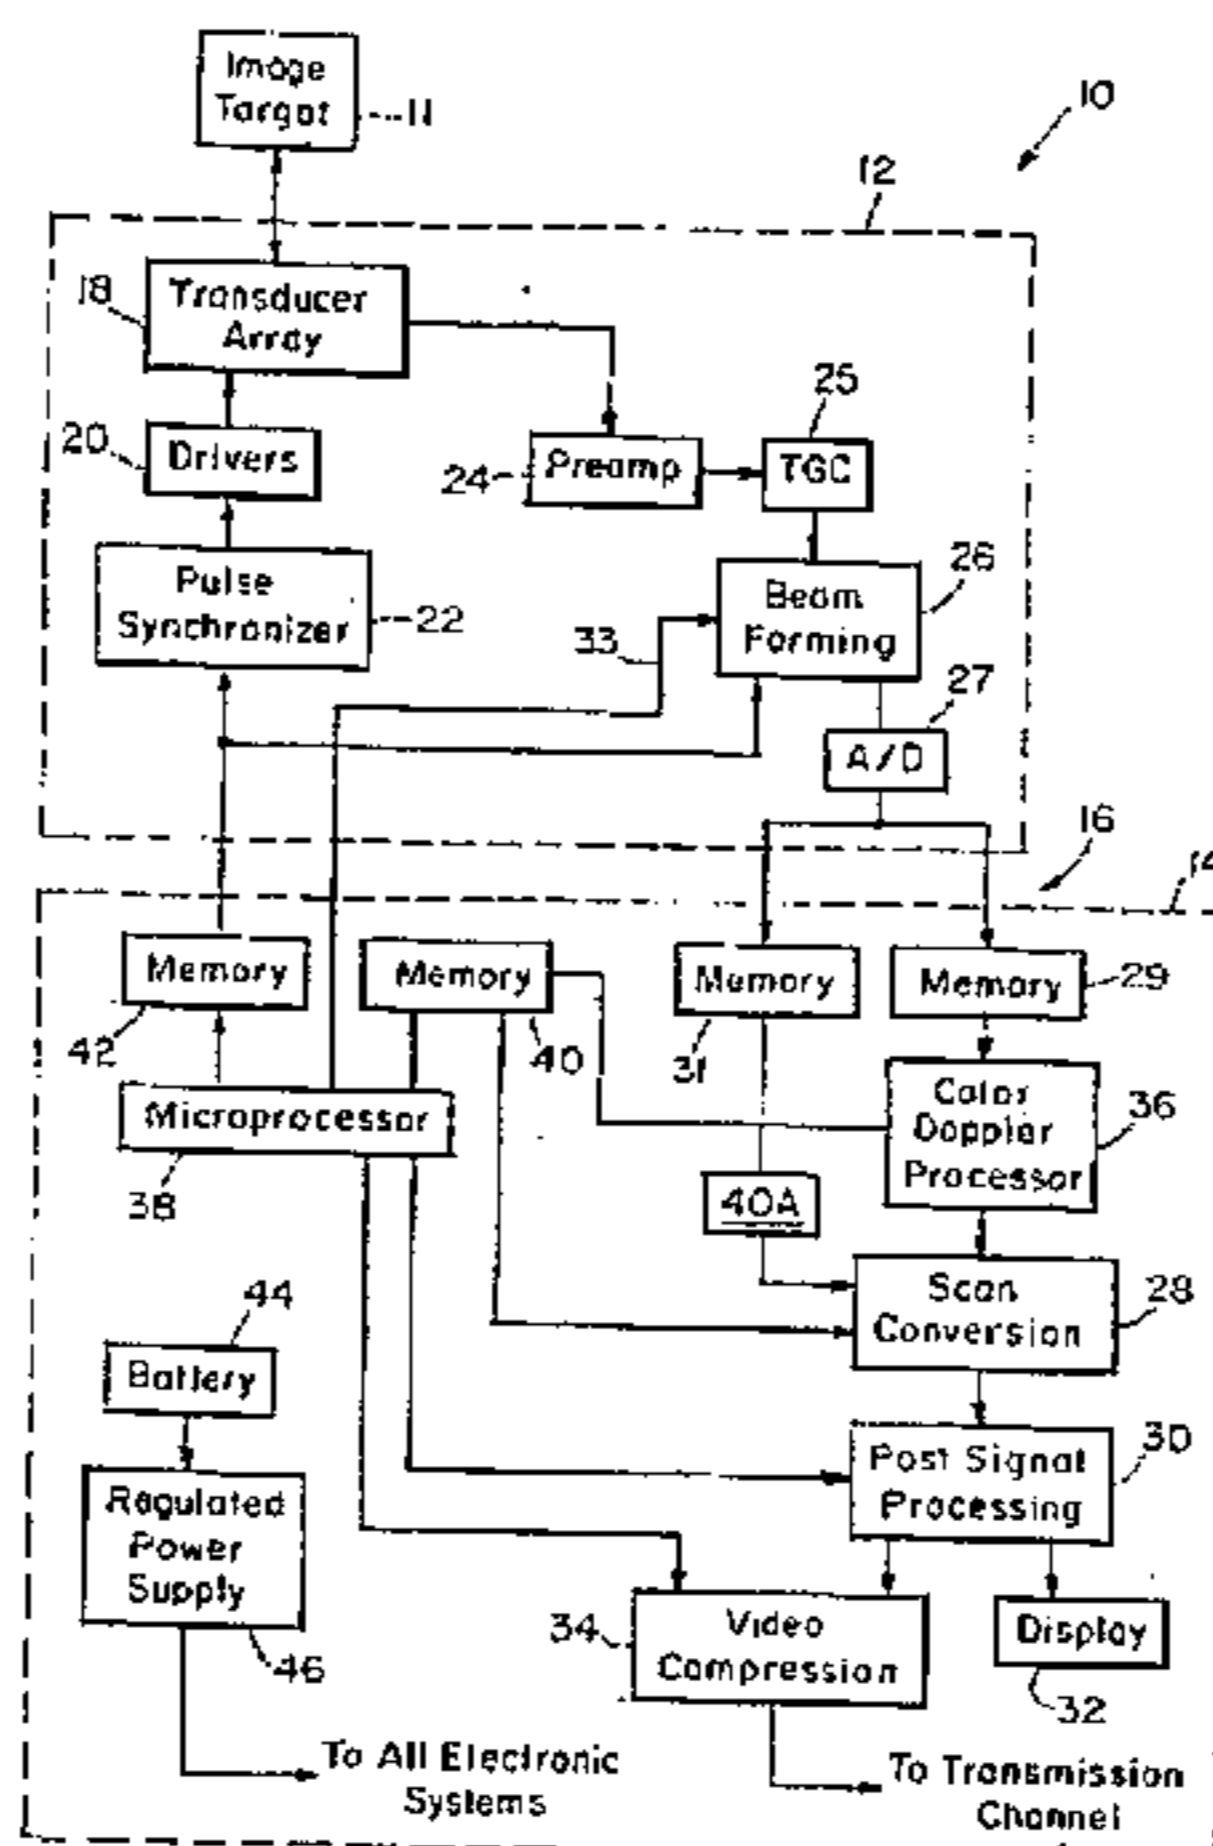 Image
Target
11
10
12
18
Transducer
Array
25
20
Drivers
24
Preamp
TGC
26
Pulse
Synchronizer
22
Beam
Forming
33
27
A/D
16
14
Memory
Memory
Memory
Memory
29
42
40
31
Color
Doppler
Processor
36
Microprocessor
38
40A
44
Scan
Conversion
28
Battery
Post Signal
Processing
30
Regulated
Power
Supply
34
Video
Compression
Display
46
32
To All Electronic
Systems
To Transmission
Channel